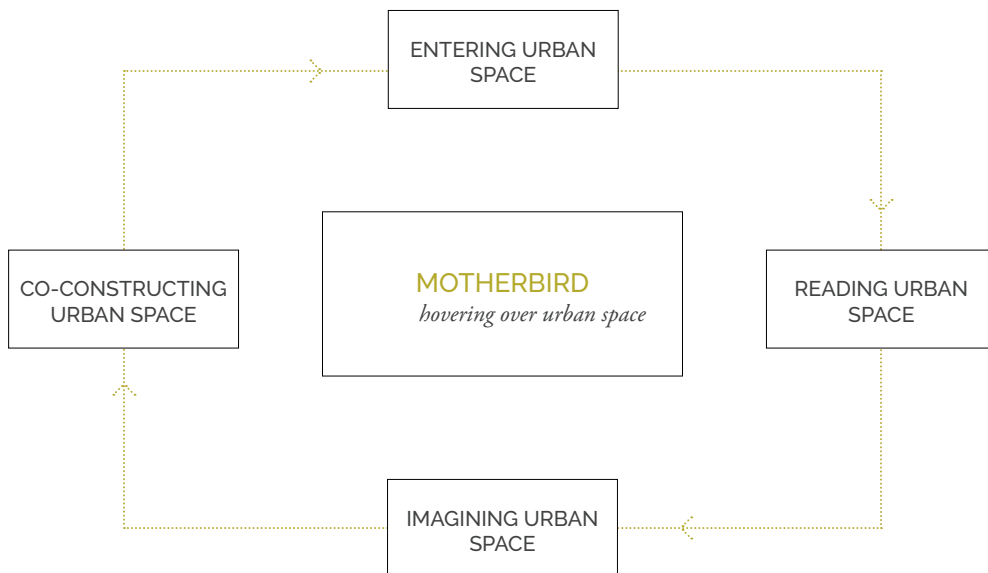 ENTERING URBAN
SPACE
CO-CONSTRUCTING
URBAN SPACE
MOTHERBIRD
hovering over urban space
READING URBAN
SPACE
IMAGINING URBAN
SPACE